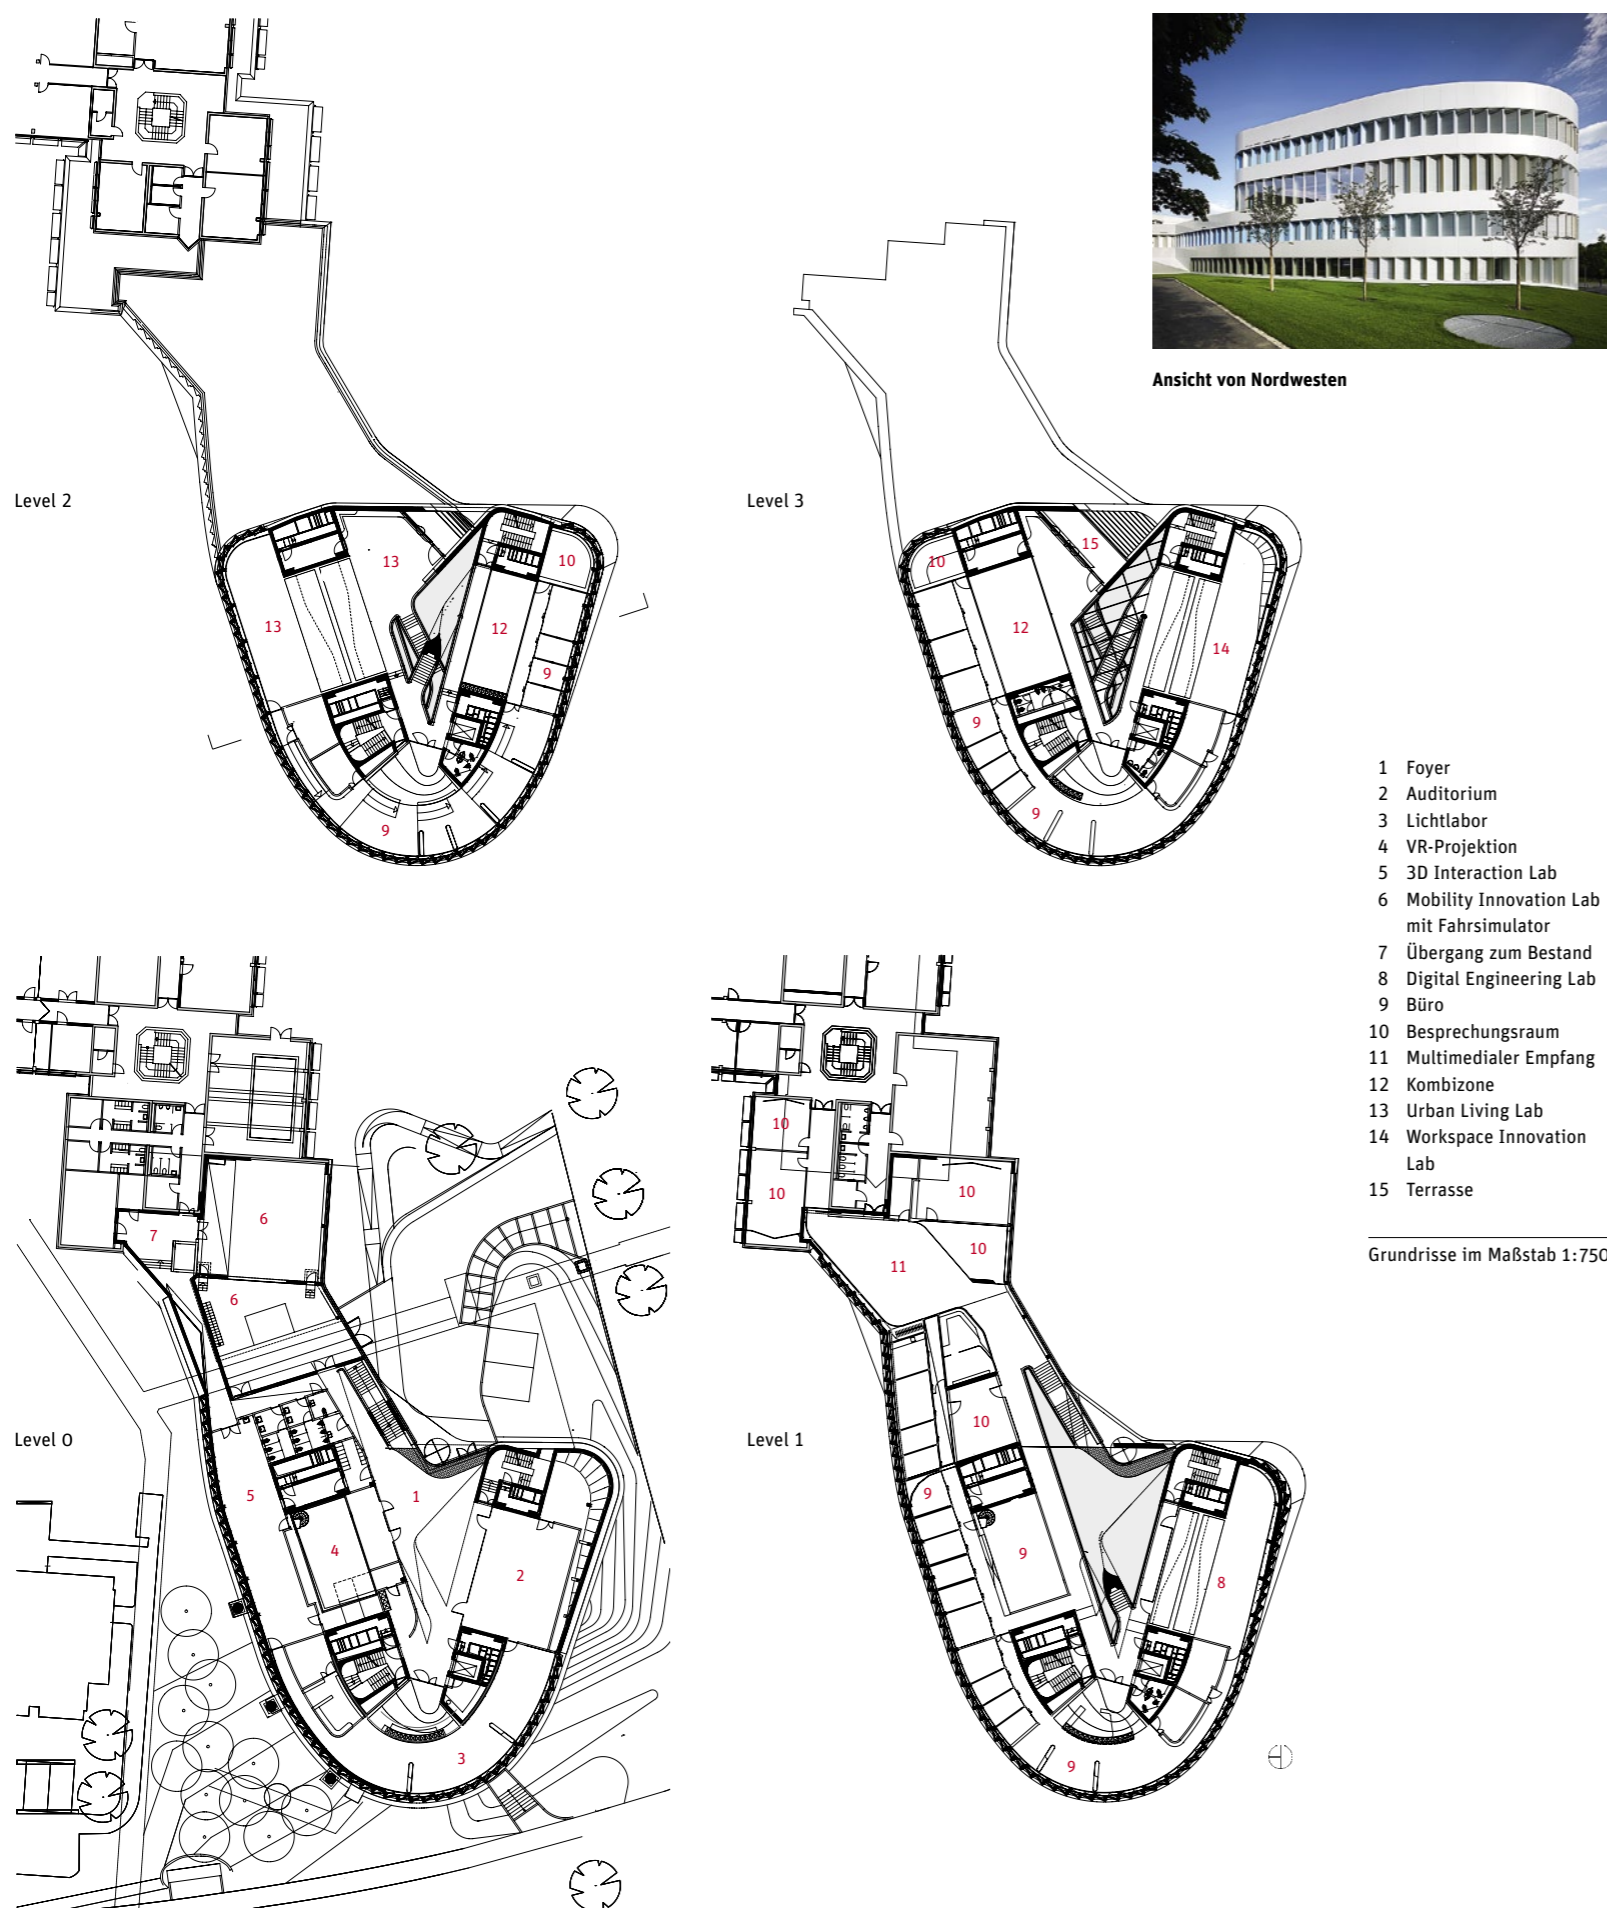 Ansicht von Nordwesten
Level 2
13
13
10
12
9
9
Level 3
15
10
12
14
9
9
1 Foyer
2 Auditorium
3 Lichtlabor
4 VR-Projektion
5 3D Interaction Lab
6 Mobility Innovation Lab
mit Fahrsimulator
7 Übergang zum Bestand
8 Digital Engineering Lab
9 Büro
10 Besprechungsraum
11 Multimedialer Empfang
12 Kombizone
13 Urban Living Lab
14 Workspace Innovation
Lab
15 Terrasse
Grundrisse im Maßstab 1:750
Level 0
6
7
6
5
1
4
2
3
Level 1
10
10
10
10
11
10
9
9
8
9